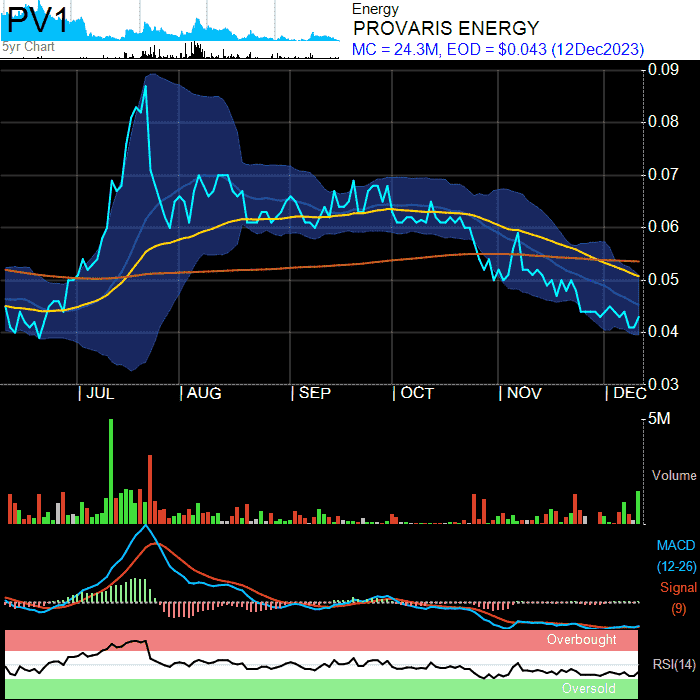 PV1
5yr Chart
Energy
PROVARIS ENERGY
MC = 24.3M, EOD = $0.043 (12Dec2023)
0.09
0.08
0.07
0.06
0.05
0.04
0.03
| JUL | AUG | SEP | OCT | NOV | DEC
5M
Volume
MACD
(12-26)
Signal
(9)
Overbought
RSI(14)
Oversold